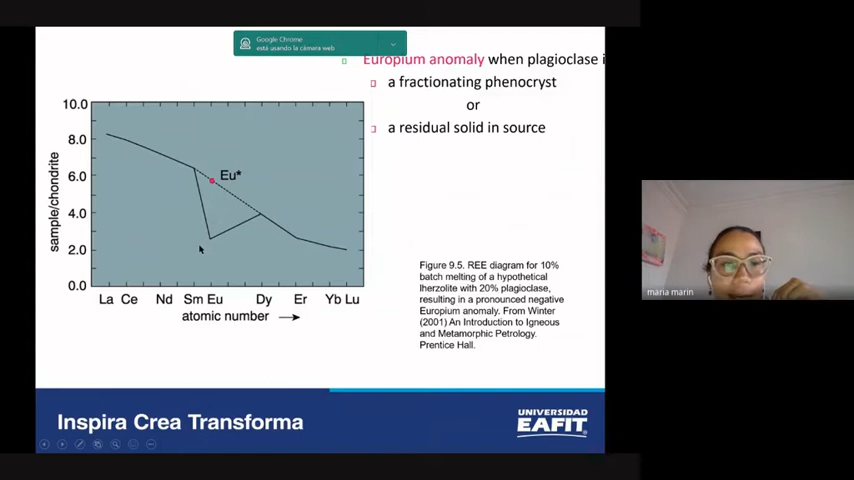 Google Chrome
está usando la cámara web
Europium anomaly when plagioclase i
a fractionating phenocryst
or
a residual solid in source
10.0
8.0
6.0
4.0
2.0
0.0
sample/chondrite
Eu*
La Ce Nd Sm Eu Dy Er Yb Lu
atomic number
Figure 9.5. REE diagram for 10%
batch melting of a hypothetical
lherzolite with 20% plagioclase,
resulting in a pronounced negative
Europium anomaly. From Winter
(2001) An Introduction to Igneous
and Metamorphic Petrology.
Prentice Hall.
maria marin
Inspira Crea Transforma
UNIVERSIDAD
EAFIT